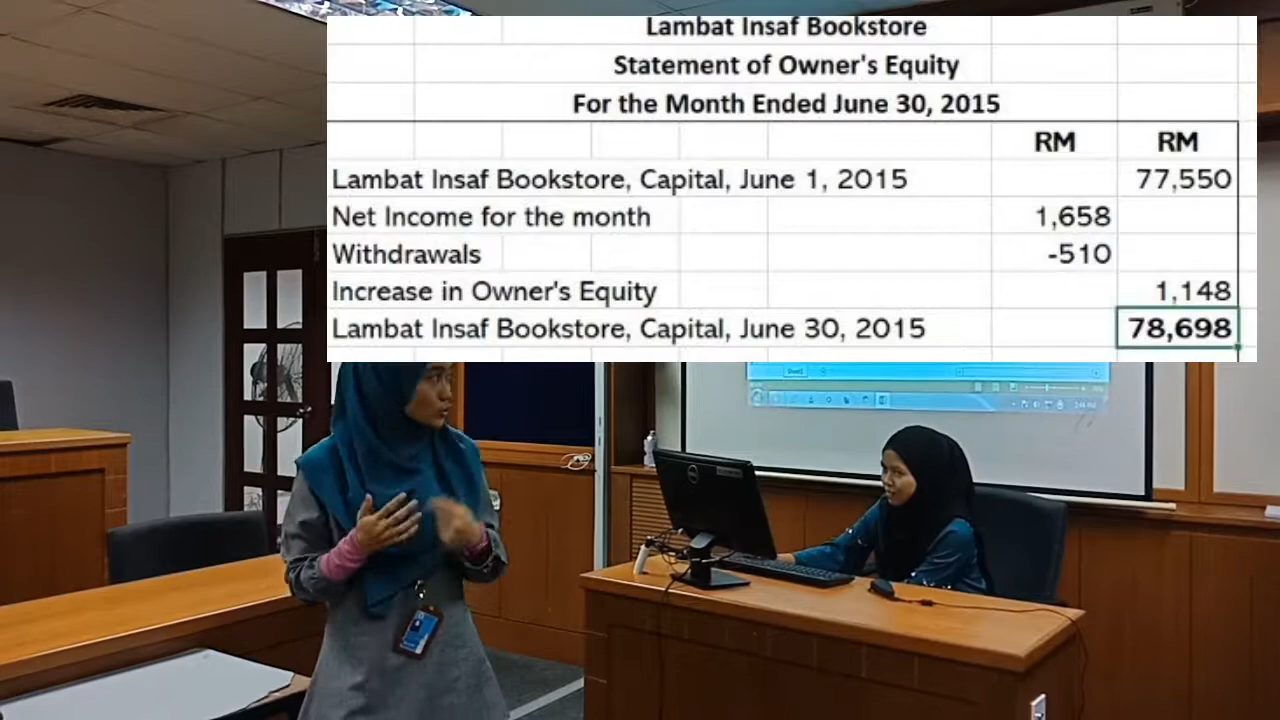 Lambat Insaf Bookstore
Statement of Owner's Equity
For the Month Ended June 30, 2015
RM RM
Lambat Insaf Bookstore, Capital, June 1, 2015 77,550
Net Income for the month 1,658
Withdrawals -510
Increase in Owner's Equity 1,148
Lambat Insaf Bookstore, Capital, June 30, 2015 78,698
DELL